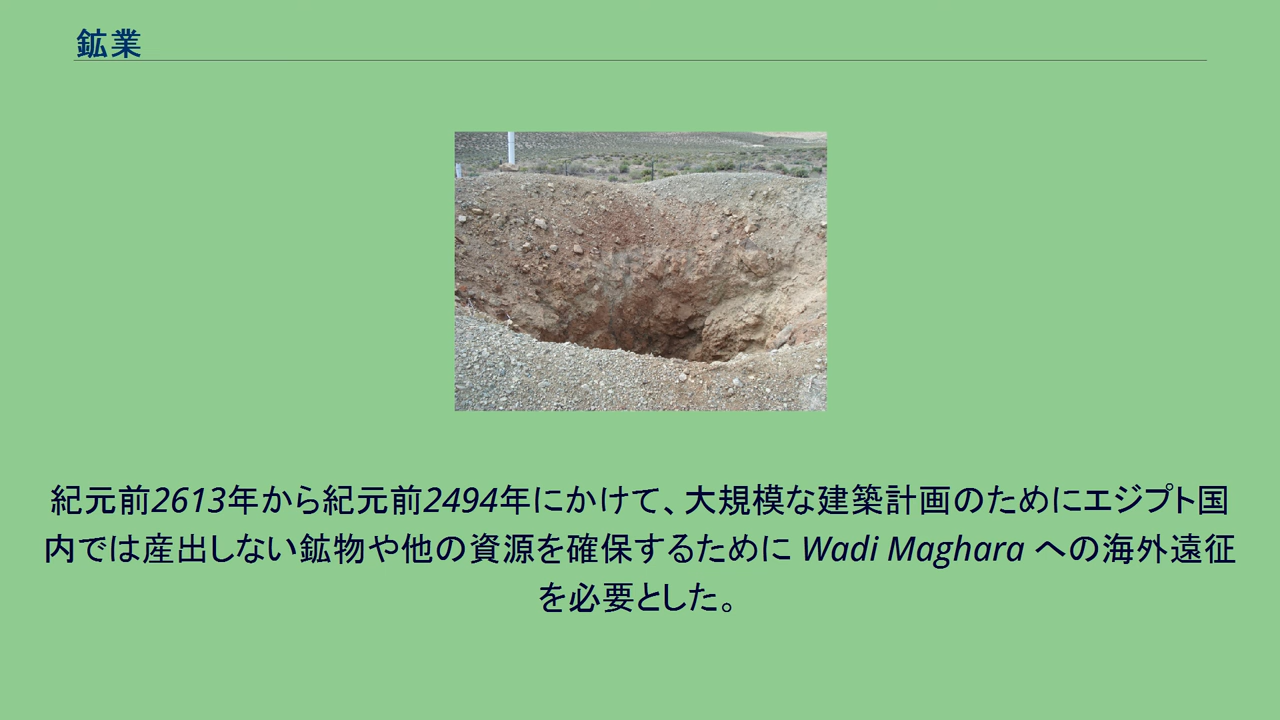 鉱業
紀元前2613年から紀元前2494年にかけて、大規模な建築計画のためにエジプト国
内では産出しない鉱物や他の資源を確保するために Wadi Maghara への海外遠征
を必要とした。